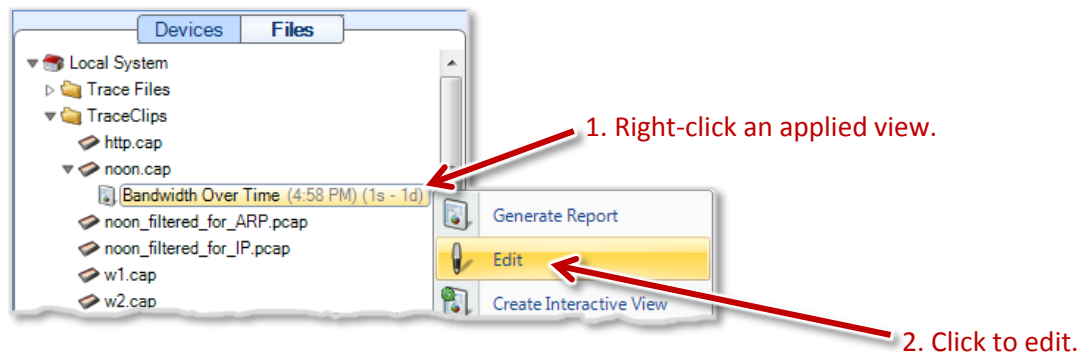 Devices Files
Local System
Trace Files
TraceClips
1. Right-click an applied view.
http.cap
noon.cap
Bandwidth Over Time (4:58 PM) (1s - 1d)
noon_filtered_for_ARP.pcap
Generate Report
noon_filtered_for_IP.pcap
Edit
w1.cap
w2.cap
Create Interactive View
2. Click to edit.